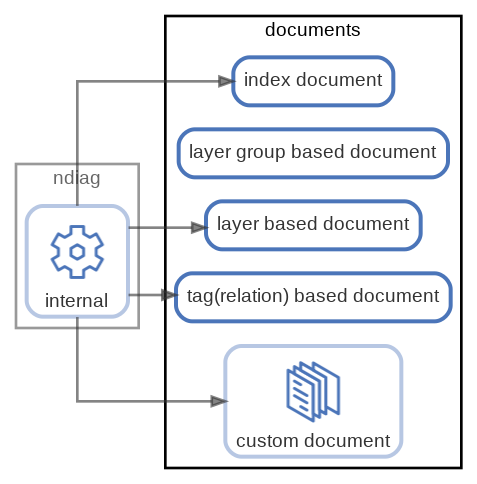 documents
index document
layer group based document
ndiag
layer based document
internal
tag(relation) based document
custom document